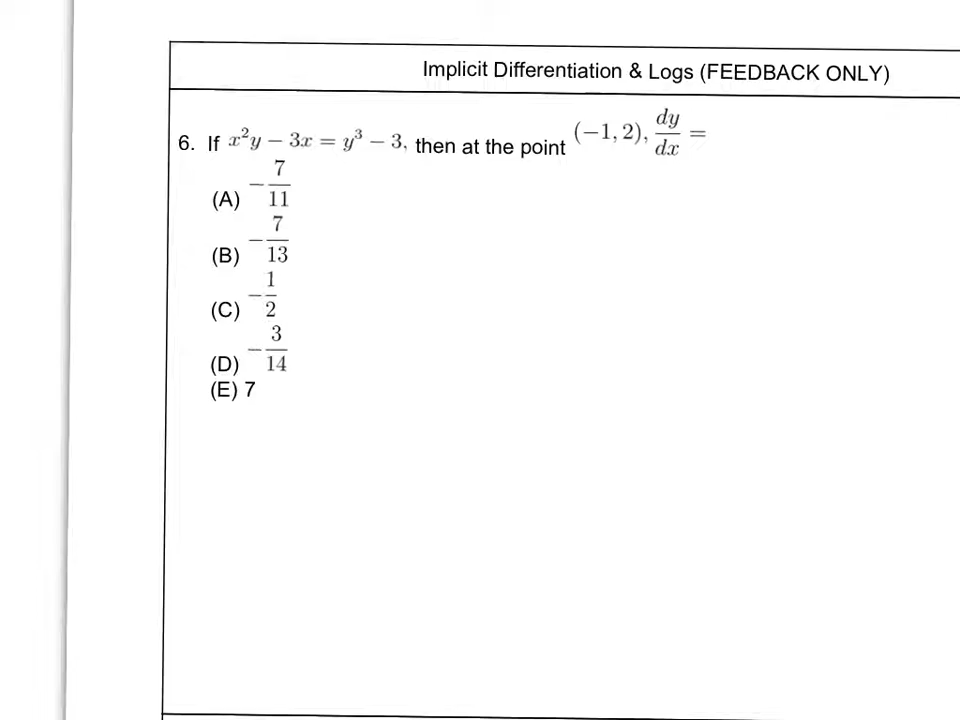 Implicit Differentiation & Logs (FEEDBACK ONLY)
6. If x²y − 3x = y³ − 3, then at the point (−1, 2), dy/dx =
(A) −7/11
(B) −7/13
(C) −1/2
(D) −3/14
(E) 7